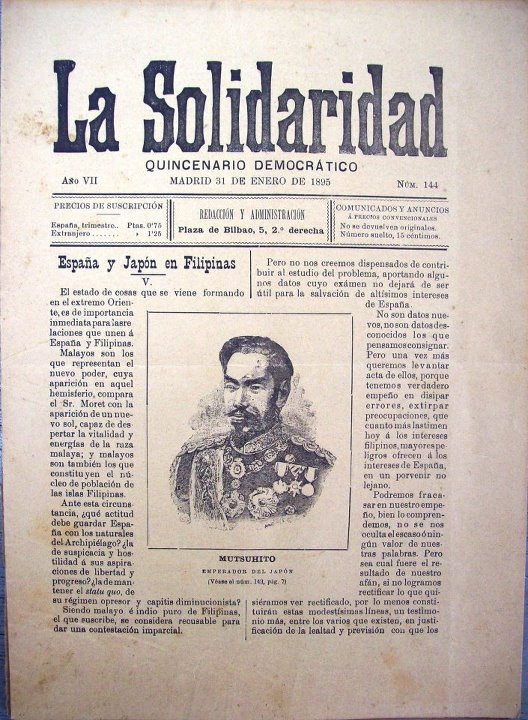 La Solidaridad
QUINCENARIO DEMOCRÁTICO
Año VII
MADRID 31 DE ENERO DE 1895
Núm. 144
PRECIOS DE SUSCRIPCIÓN
España, trimestre.. Ptas. 0'75
Extranjero....... » 1'25
REDACCIÓN Y ADMINISTRACIÓN
Plaza de Bilbao, 5, 2.º derecha
COMUNICADOS Y ANUNCIOS
Á PRECIOS CONVENCIONALES
No se devuelven originales.
Número suelto, 15 céntimos.
España y Japón en Filipinas
V.
El estado de cosas que se viene formando
en el extremo Orien-
te, es de importancia
inmediata para las re-
laciones que unen á
España y Filipinas.
Malayos son los
que representan el
nuevo poder, cuya
aparición en aquel
hemisferio, compara
el Sr. Moret con la
aparición de un nue-
vo sol, capaz de des-
pertar la vitalidad y
energías de la raza
malaya; y malayos
son también los que
constituyen el nú-
cleo de población de
las islas Filipinas.
Ante esta circuns-
tancia, ¿qué actitud
debe guardar Espa-
ña con los naturales
del Archipiélago? ¿la
de suspicacia y hos-
tilidad á sus aspira-
ciones de libertad y
progreso? ¿la de man-
tener el statu quo, de
su régimen opresor y capitis diminucionista?
Siendo malayo é indio puro de Filipinas,
el que suscribe, se considera recusable para
dar una contestación imparcial.
MUTSUHITO
EMPERADOR DEL JAPÓN
(Véase el núm. 143, pág. 7)
Pero no nos creemos dispensados de contri-
buir al estudio del problema, aportando algu-
nos datos cuyo exámen no dejará de ser
útil para la salvación de altísimos intereses
de España.
No son datos nue-
vos, no son datos des-
conocidos los que
pensamos consignar.
Pero una vez más
queremos levantar
acta de ellos, porque
tenemos verdadero
empeño en disipar
errores, extirpar
preocupaciones, que
cuanto más lastimen
hoy á los intereses
filipinos, mayores pe-
ligros ofrecen á los
intereses de España,
en un porvenir no
lejano.
Podremos fraca-
sar en nuestro empe-
ño, bien lo compren-
demos, no se nos
oculta el escaso ó nin-
gún valor de nues-
tras palabras. Pero
sea cual fuere el re-
sultado de nuestro
afán, si no logramos
rectificar lo que qui-
siéramos ver rectificado, por lo menos consti-
tuirán estas modestísimas líneas, un testimo-
nio más, entre los varios que existen, en justi-
ficación de la lealtad y previsión con que los